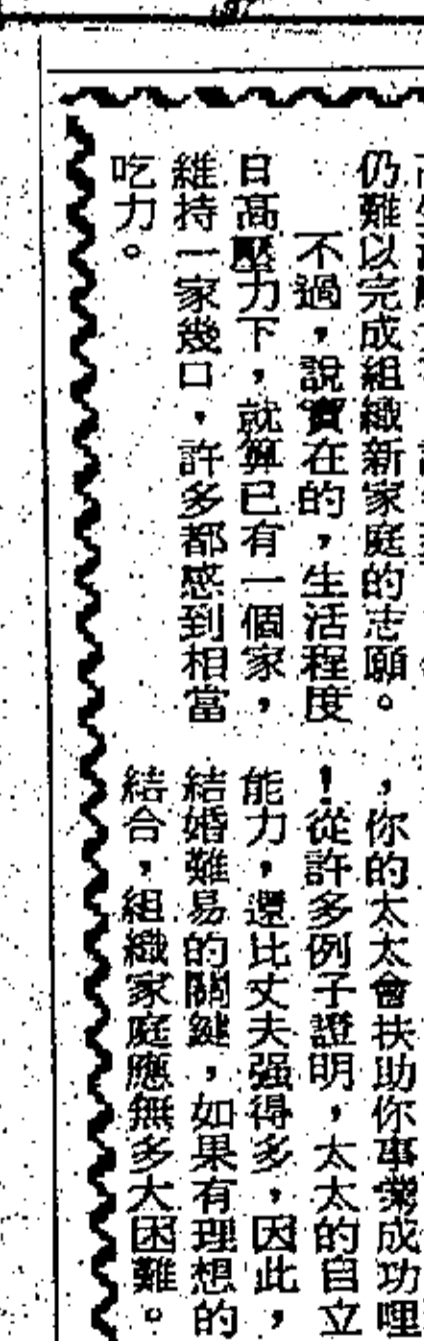 仍難以完成組織新家庭的志願。
不過，說實在的，生活程度
日高壓力下，就算已有一個家，
維持一家幾口，許多都感到相當
吃力。
，你的太太會扶助你事業成功哩
！從許多例子證明，太太的自立
能力，還比丈夫强得多，因此，
結婚難易的關鍵，如果有理想的
結合，組織家庭應無多大困難。